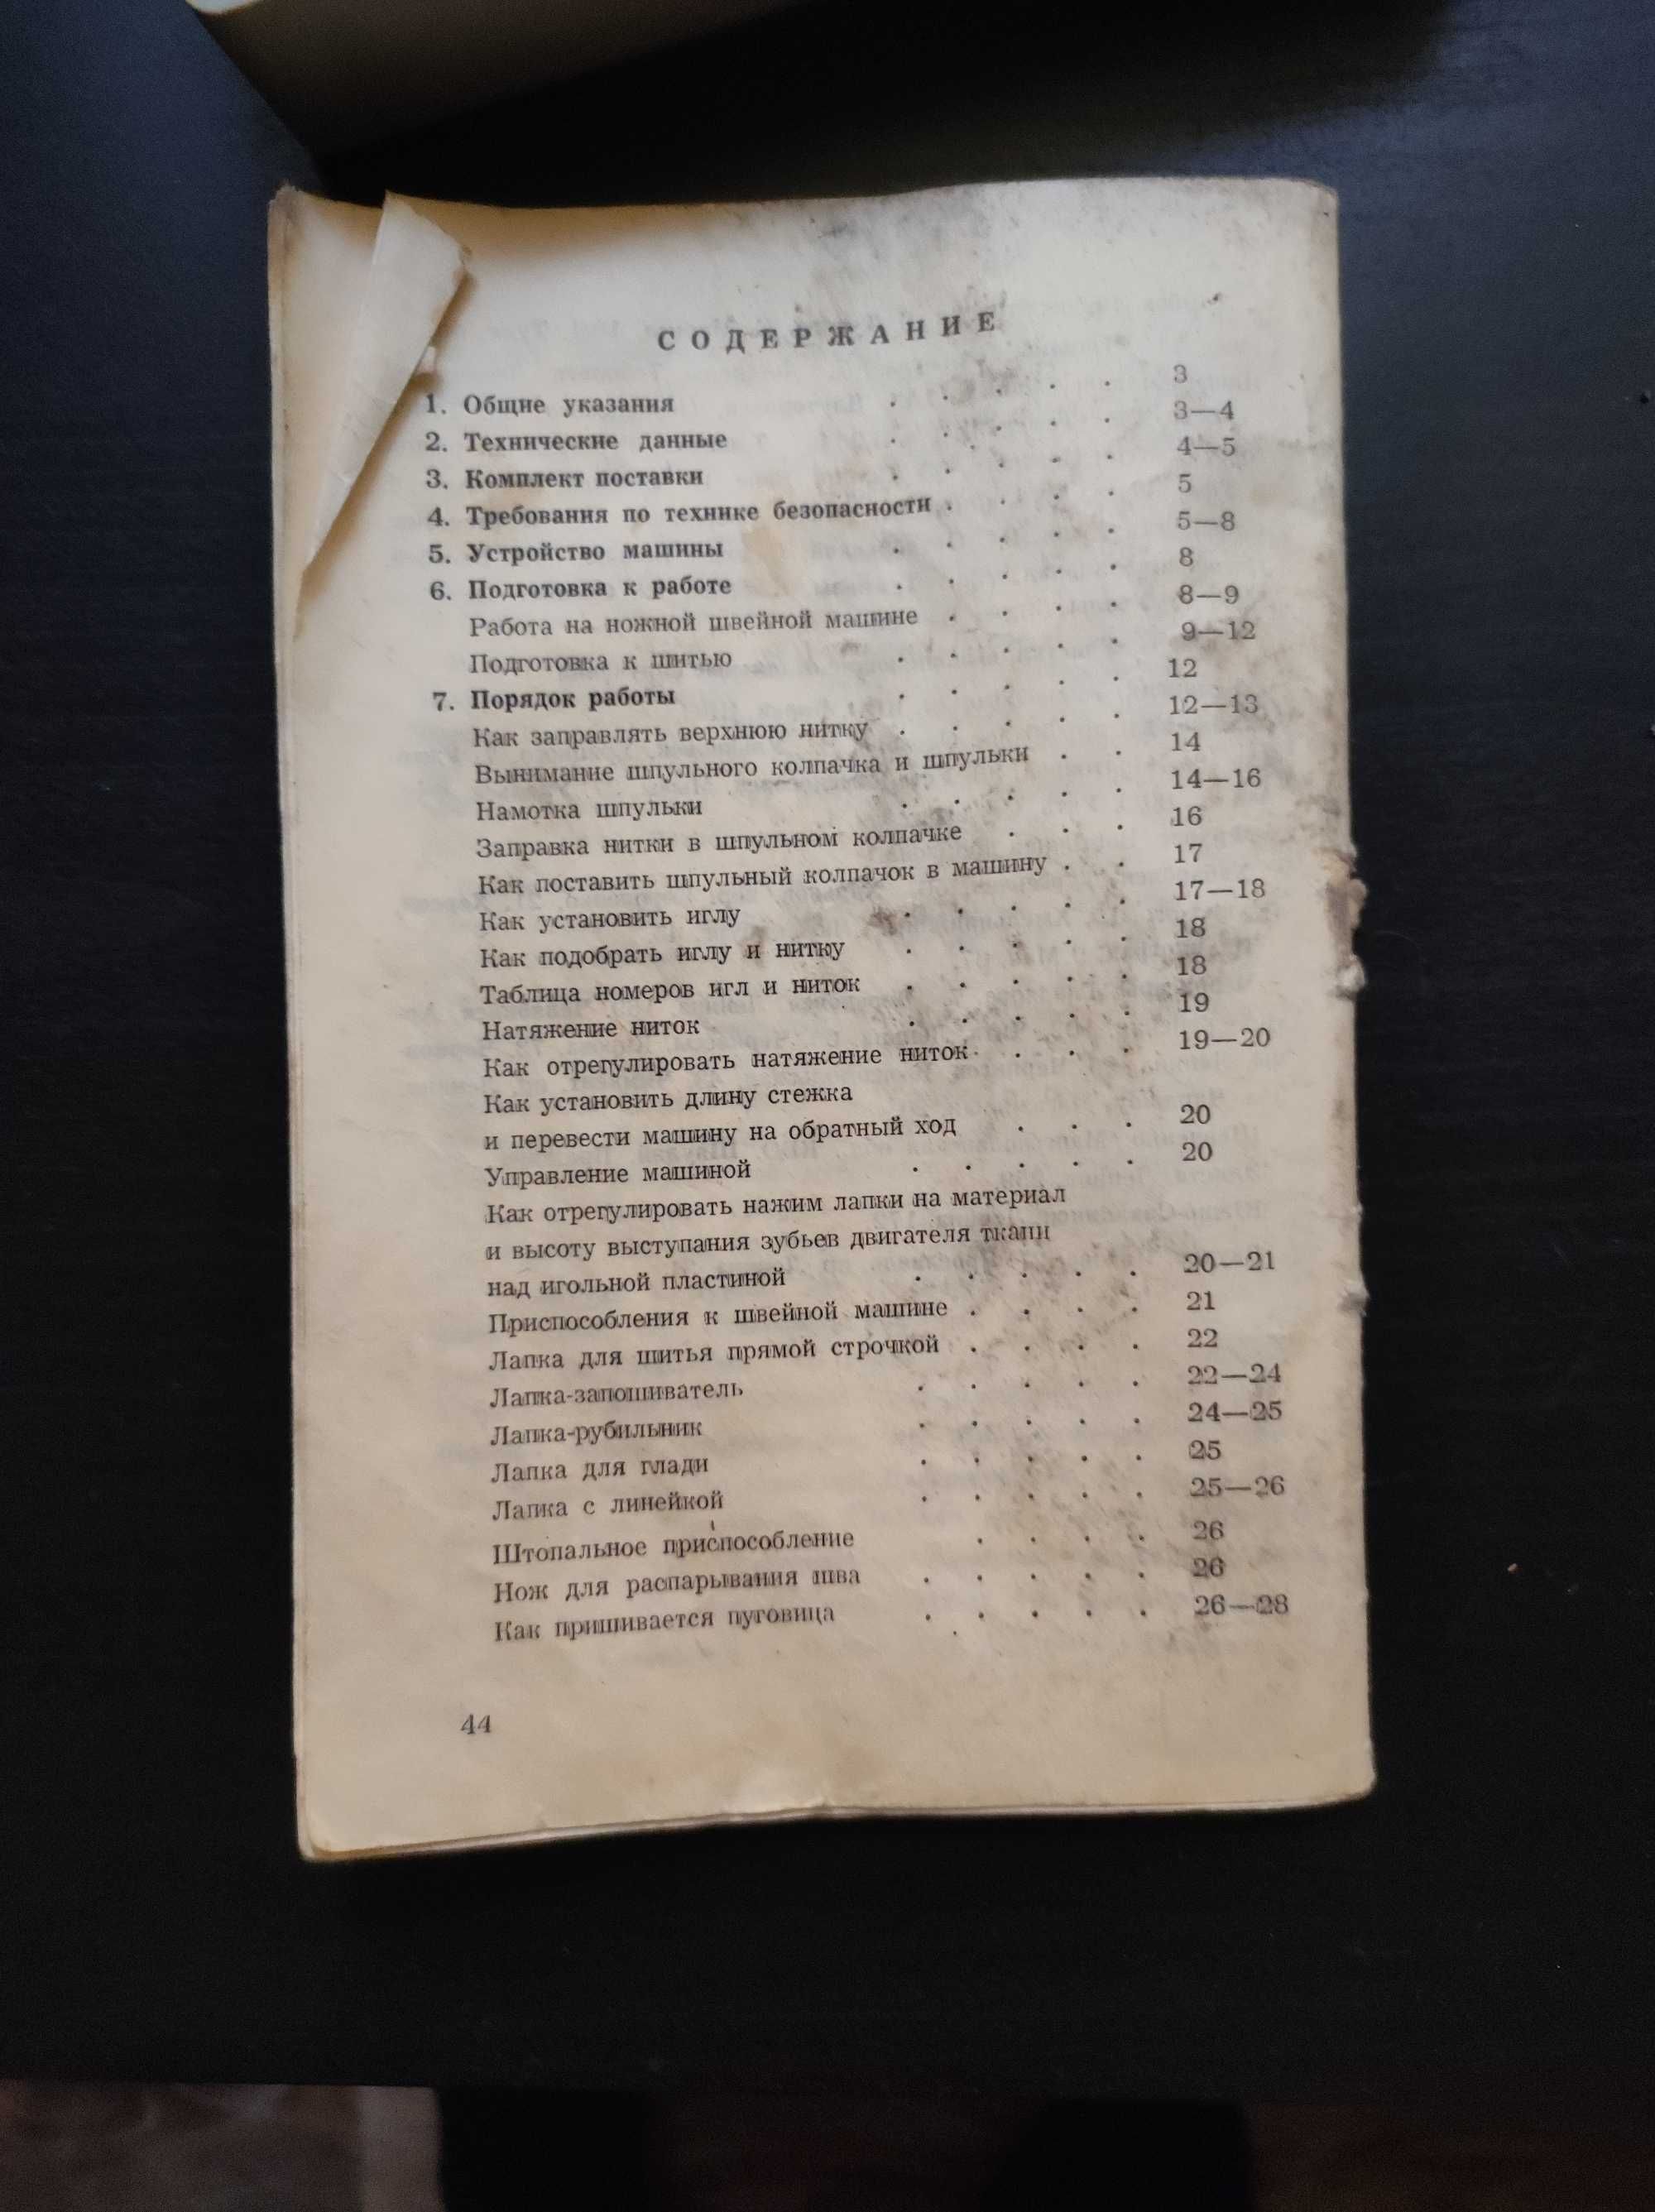 СОДЕРЖАНИЕ
1. Общие указания . . . . . 3
2. Технические данные . . . . . 3—4
3. Комплект поставки . . . . . 4—5
4. Требования по технике безопасности . . . . 5
5. Устройство машины . . . . . 5—8
6. Подготовка к работе . . . . . 8
Работа на ножной швейной машине . . . . 8—9
Подготовка к шитью . . . . . 9—12
7. Порядок работы . . . . . 12
Как заправлять верхнюю нитку . . . . . 12—13
Вынимание шпульного колпачка и шпульки . . 14
Намотка шпульки . . . . . 14—16
Заправка нитки в шпульном колпачке . . . 16
Как поставить шпульный колпачок в машину . . 17
Как установить иглу . . . . . 17—18
Как подобрать иглу и нитку . . . . . 18
Таблица номеров игл и ниток . . . . . 18
Натяжение ниток . . . . . 19
Как отрегулировать натяжение ниток . . . . 19—20
Как установить длину стежка
и перевести машину на обратный ход . . . 20
Управление машиной . . . . . 20
Как отрегулировать нажим лапки на материал
и высоту выступания зубьев двигателя ткани
над игольной пластиной . . . . . 20—21
Приспособления к швейной машине . . . . 21
Лапка для шитья прямой строчкой . . . . 22
Лапка-запошиватель . . . . . 22—24
Лапка-рубильник . . . . . 24—25
Лапка для глади . . . . . 25
Лапка с линейкой . . . . . 25—26
Штопальное приспособление . . . . 26
Нож для распарывания шва . . . . . 26
Как пришивается пуговица . . . . . 26—28
44